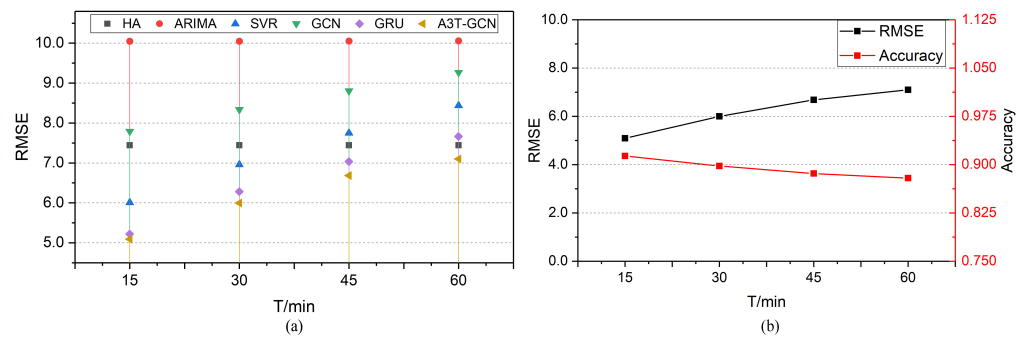 HA ARIMA SVR GCN GRU A3T-GCN
10.0
9.0
8.0
7.0
6.0
5.0
RMSE
15 30 45 60
T/min
(a)
RMSE
Accuracy
10.0
8.0
6.0
4.0
2.0
0.0
RMSE
1.125
1.050
0.975
0.900
0.825
0.750
Accuracy
15 30 45 60
T/min
(b)